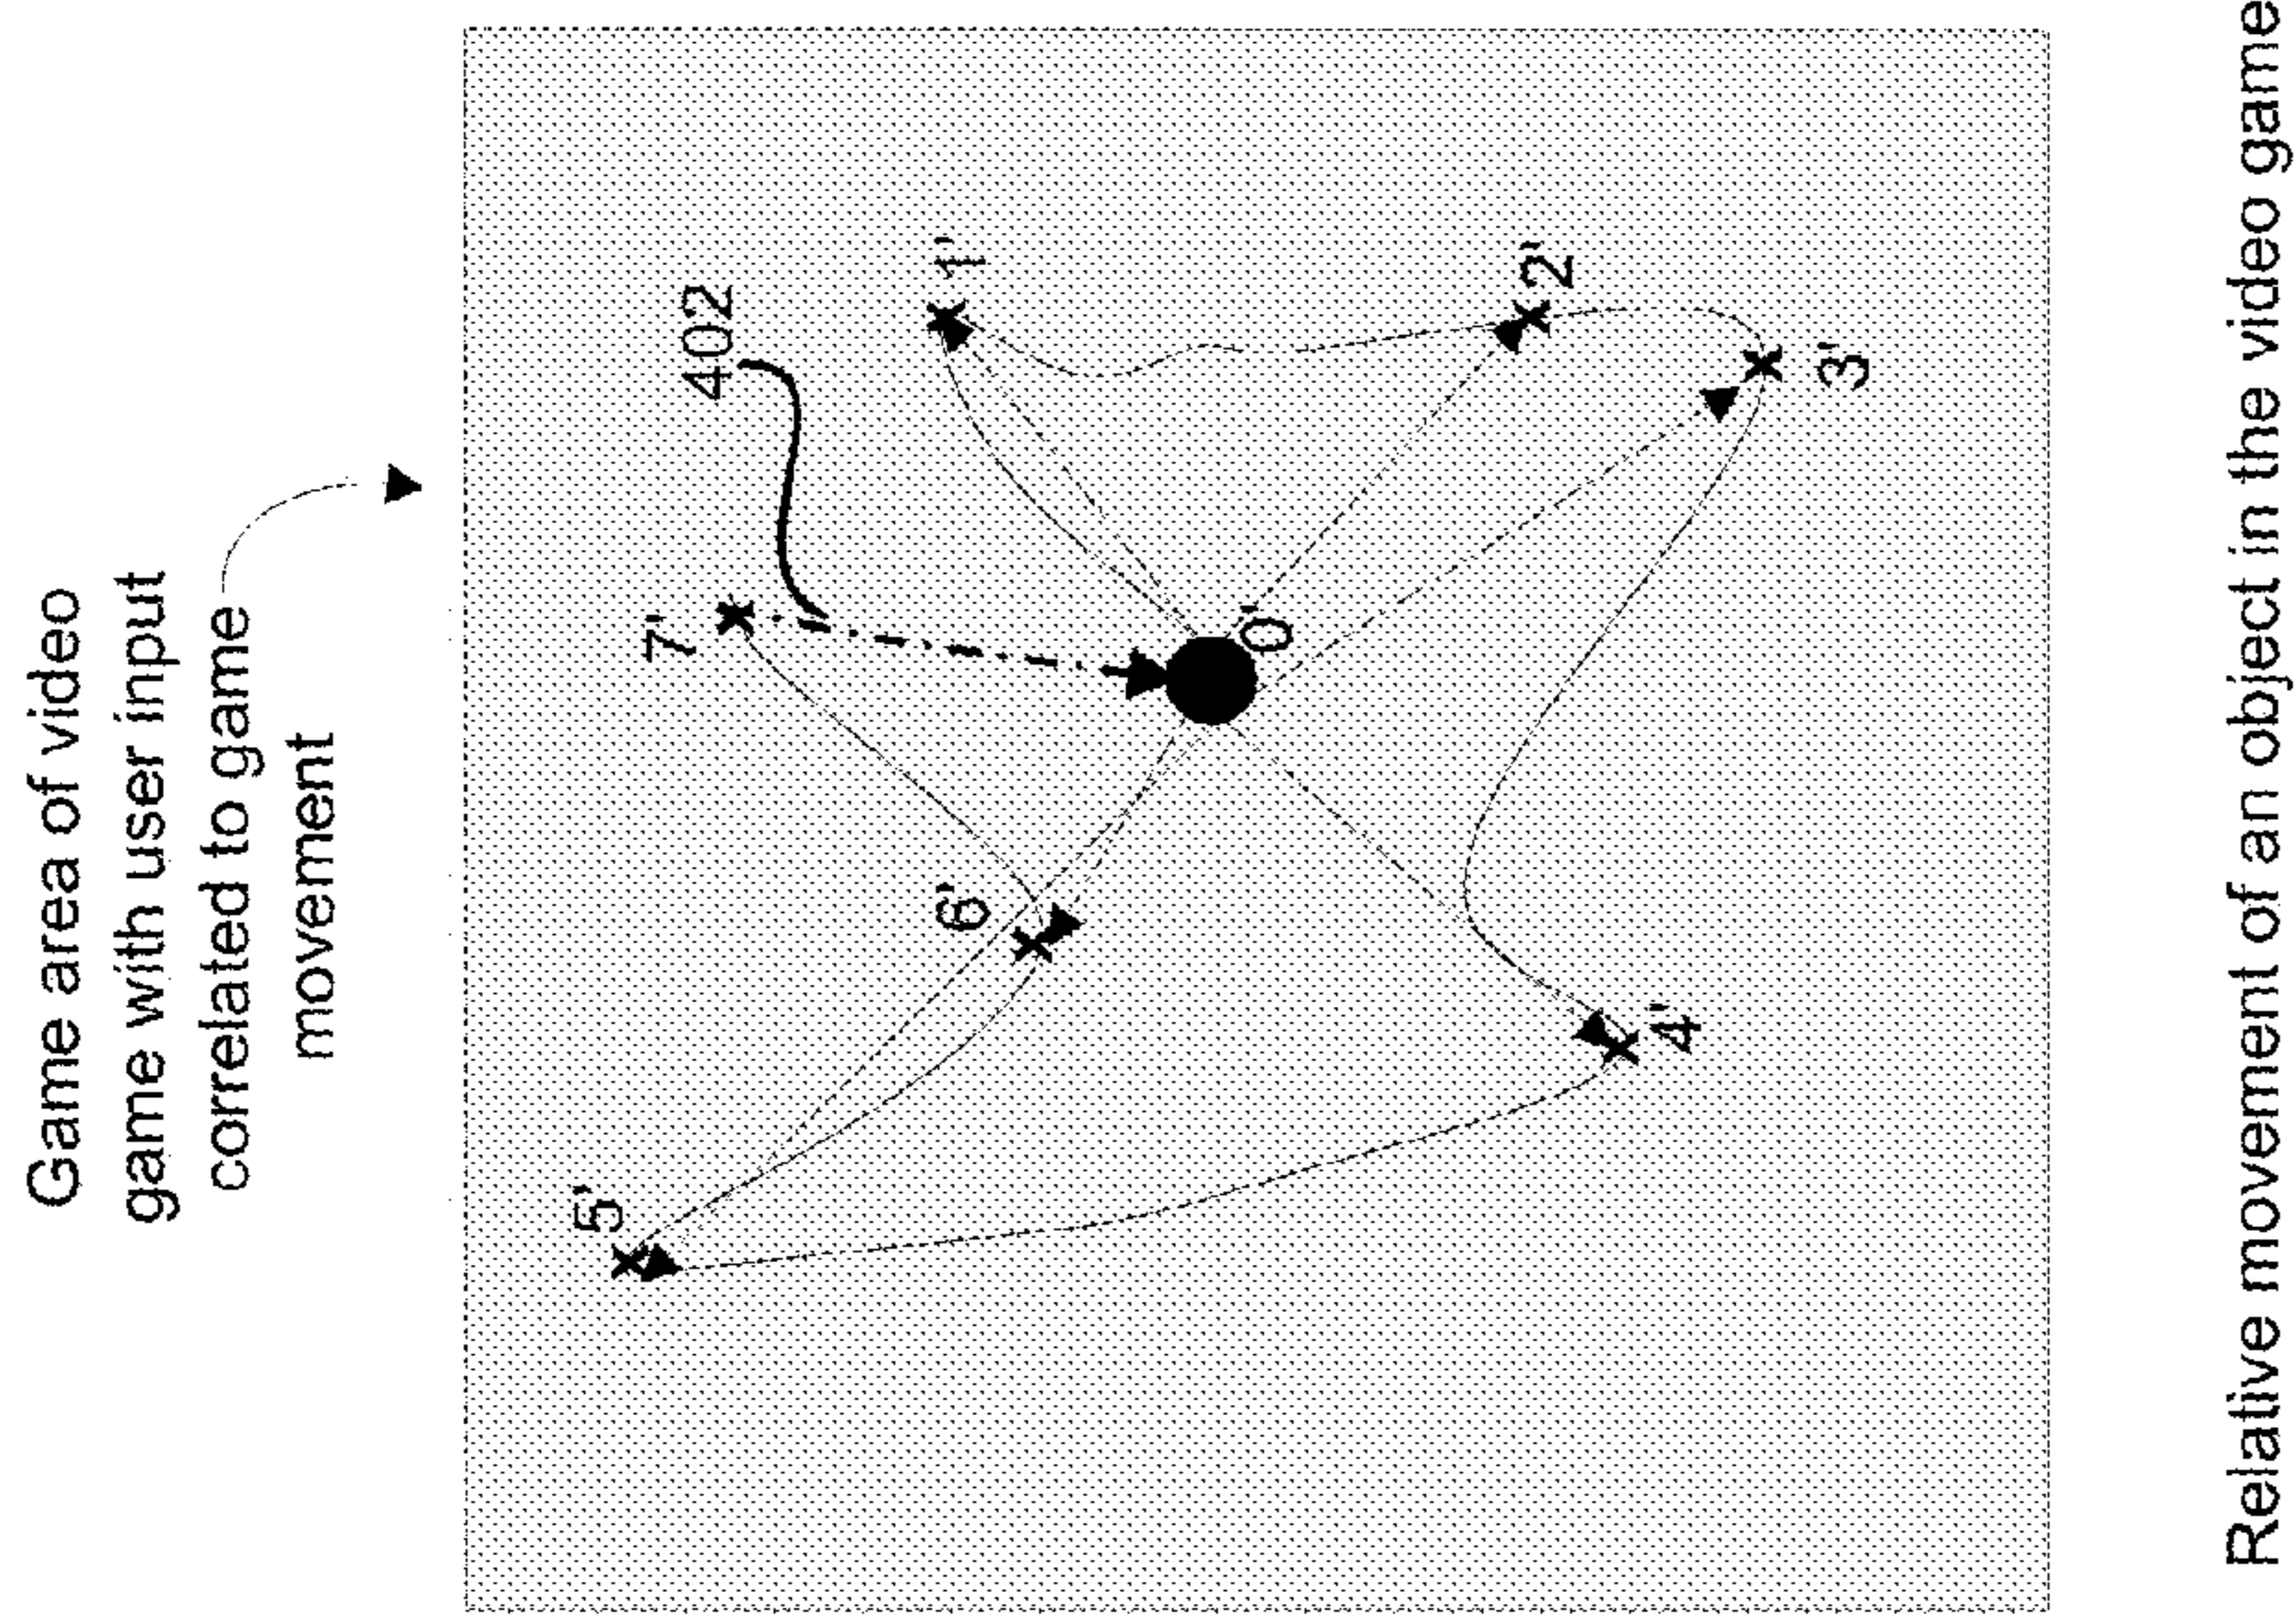 Game area of video
game with user input
correlated to game
movement
5'
6'
7'
402
1'
0'
2'
4'
3'
Relative movement of an object in the video game